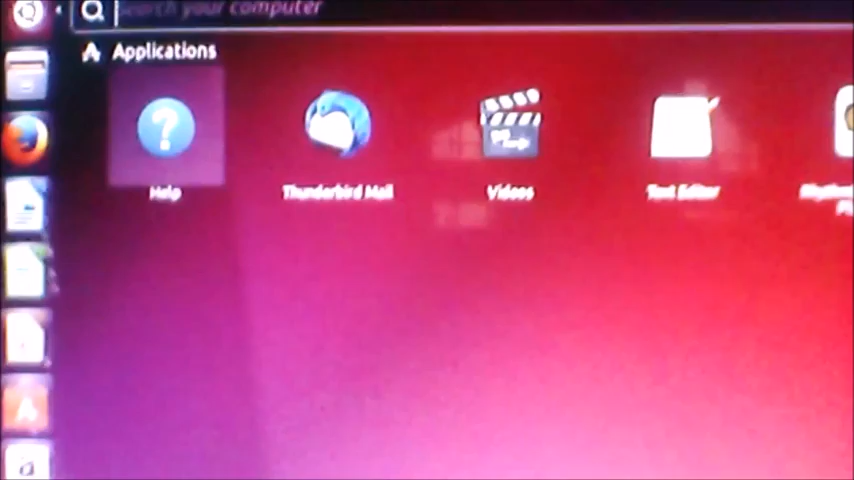 Search your computer
Applications
Help
Thunderbird Mail
Videos
Text Editor